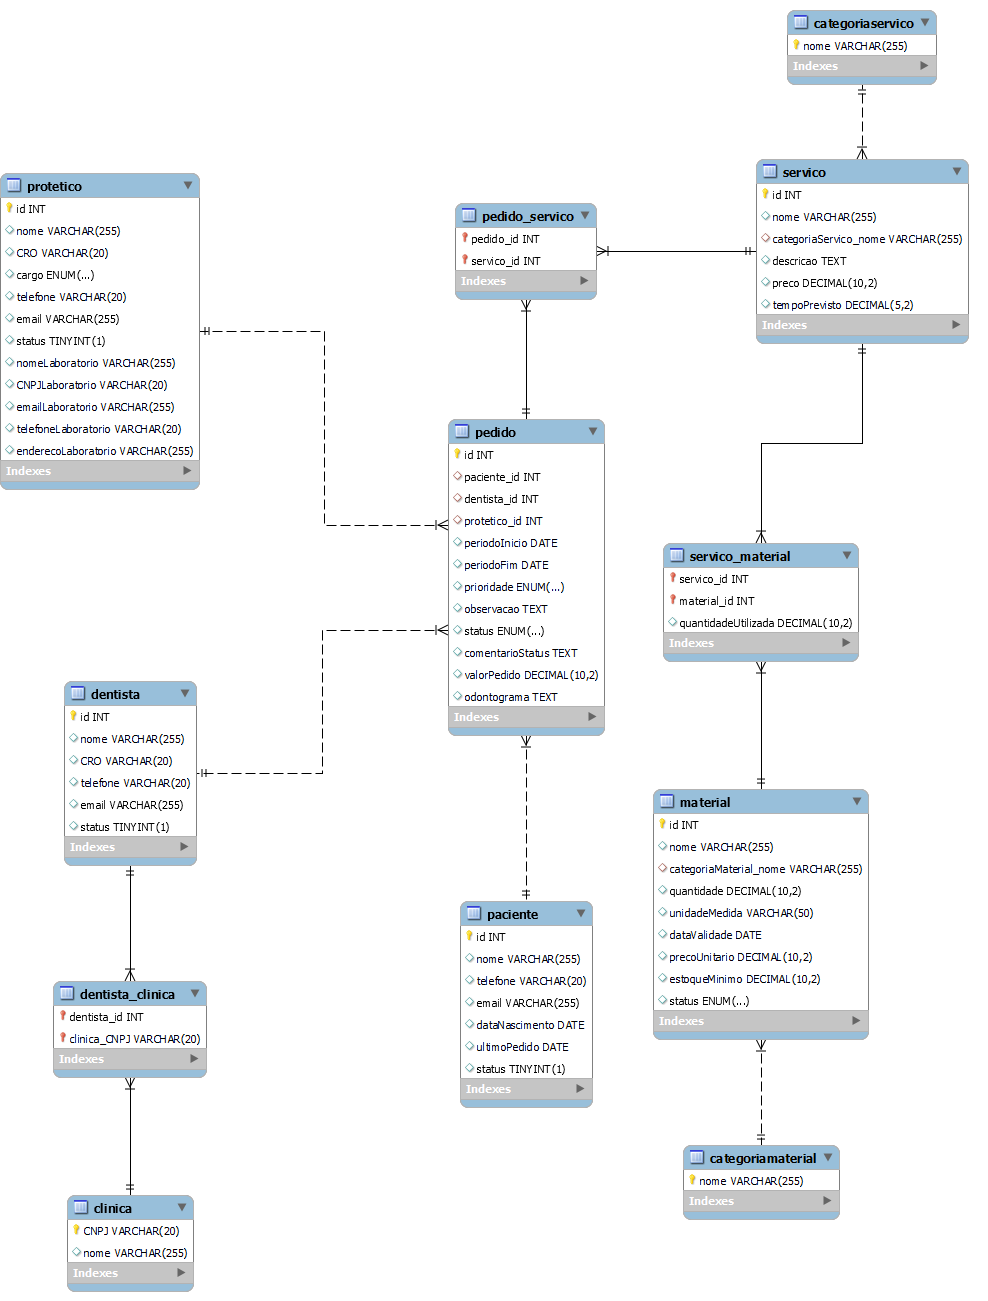 categoriaservico
nome VARCHAR(255)
Indexes
servico
id INT
nome VARCHAR(255)
categoriaServico_nome VARCHAR(255)
descricao TEXT
preco DECIMAL(10,2)
tempoPrevisto DECIMAL(5,2)
Indexes
protetico
id INT
nome VARCHAR(255)
CRO VARCHAR(20)
cargo ENUM(...)
telefone VARCHAR(20)
email VARCHAR(255)
status TINYINT(1)
nomeLaboratorio VARCHAR(255)
CNPJLaboratorio VARCHAR(20)
emailLaboratorio VARCHAR(255)
telefoneLaboratorio VARCHAR(20)
enderecoLaboratorio VARCHAR(255)
Indexes
pedido_servico
pedido_id INT
servico_id INT
Indexes
pedido
id INT
paciente_id INT
dentista_id INT
protetico_id INT
periodoInicio DATE
periodoFim DATE
prioridade ENUM(...)
observacao TEXT
status ENUM(...)
comentarioStatus TEXT
valorPedido DECIMAL(10,2)
odontograma TEXT
Indexes
servico_material
servico_id INT
material_id INT
quantidadeUtilizada DECIMAL(10,2)
Indexes
dentista
id INT
nome VARCHAR(255)
CRO VARCHAR(20)
telefone VARCHAR(20)
email VARCHAR(255)
status TINYINT(1)
Indexes
material
id INT
nome VARCHAR(255)
categoriaMaterial_nome VARCHAR(255)
quantidade DECIMAL(10,2)
unidadeMedida VARCHAR(50)
dataValidade DATE
precoUnitario DECIMAL(10,2)
estoqueMinimo DECIMAL(10,2)
status ENUM(...)
Indexes
paciente
id INT
nome VARCHAR(255)
telefone VARCHAR(20)
email VARCHAR(255)
dataNascimento DATE
ultimoPedido DATE
status TINYINT(1)
Indexes
dentista_clinica
dentista_id INT
clinica_CNPJ VARCHAR(20)
Indexes
categoriamaterial
nome VARCHAR(255)
Indexes
clinica
CNPJ VARCHAR(20)
nome VARCHAR(255)
Indexes